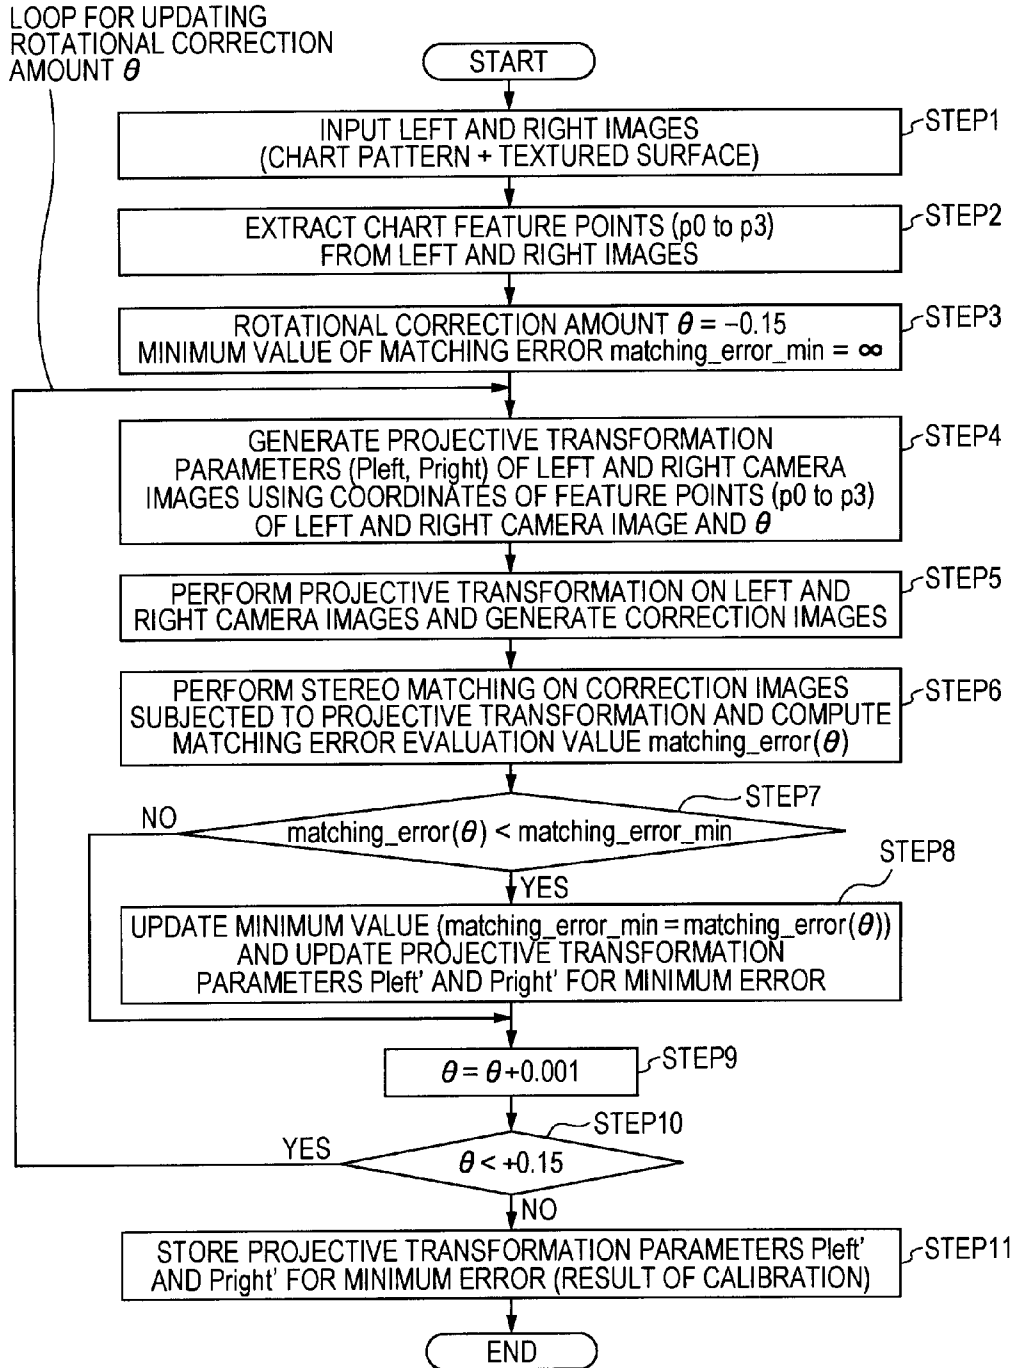 LOOP FOR UPDATING
ROTATIONAL CORRECTION
AMOUNT θ
START
INPUT LEFT AND RIGHT IMAGES
(CHART PATTERN + TEXTURED SURFACE)
STEP1
EXTRACT CHART FEATURE POINTS (p0 to p3)
FROM LEFT AND RIGHT IMAGES
STEP2
ROTATIONAL CORRECTION AMOUNT θ = −0.15
MINIMUM VALUE OF MATCHING ERROR matching_error_min = ∞
STEP3
GENERATE PROJECTIVE TRANSFORMATION
PARAMETERS (Pleft, Pright) OF LEFT AND RIGHT CAMERA
IMAGES USING COORDINATES OF FEATURE POINTS (p0 to p3)
OF LEFT AND RIGHT CAMERA IMAGE AND θ
STEP4
PERFORM PROJECTIVE TRANSFORMATION ON LEFT AND
RIGHT CAMERA IMAGES AND GENERATE CORRECTION IMAGES
STEP5
PERFORM STEREO MATCHING ON CORRECTION IMAGES
SUBJECTED TO PROJECTIVE TRANSFORMATION AND COMPUTE
MATCHING ERROR EVALUATION VALUE matching_error(θ)
STEP6
STEP7
NO
matching_error(θ) < matching_error_min
YES
STEP8
UPDATE MINIMUM VALUE (matching_error_min = matching_error(θ))
AND UPDATE PROJECTIVE TRANSFORMATION
PARAMETERS Pleft' AND Pright' FOR MINIMUM ERROR
θ = θ+0.001
STEP9
STEP10
YES
θ < +0.15
NO
STORE PROJECTIVE TRANSFORMATION PARAMETERS Pleft'
AND Pright' FOR MINIMUM ERROR (RESULT OF CALIBRATION)
STEP11
END